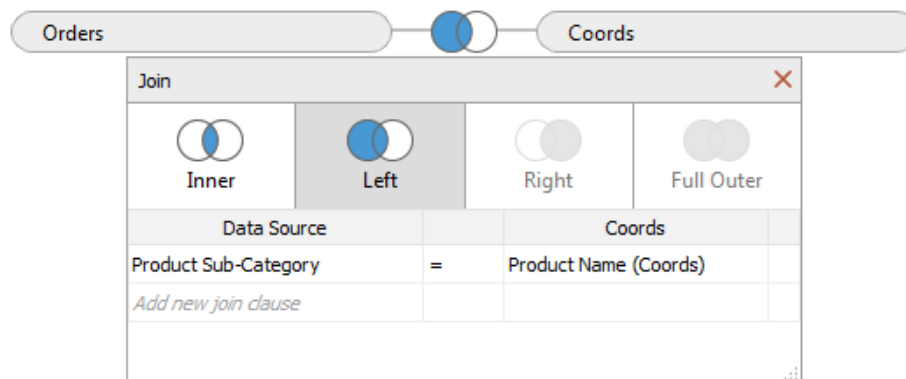 Orders
Coords
Join
Inner
Left
Right
Full Outer
Data Source
Coords
Product Sub-Category
=
Product Name (Coords)
Add new join clause